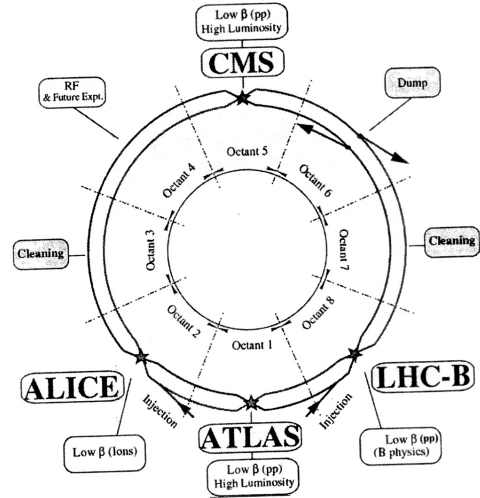 Low β (pp)
High Luminosity
CMS
RF
& Future Expt.
Dump
Octant 5
Octant 4
Octant 6
Cleaning
Octant 3
Octant 7
Cleaning
Octant 2
Octant 8
Octant 1
ALICE
LHC-B
Injection
Injection
ATLAS
Low β (Ions)
Low β (pp)
(B physics)
Low β (pp)
High Luminosity